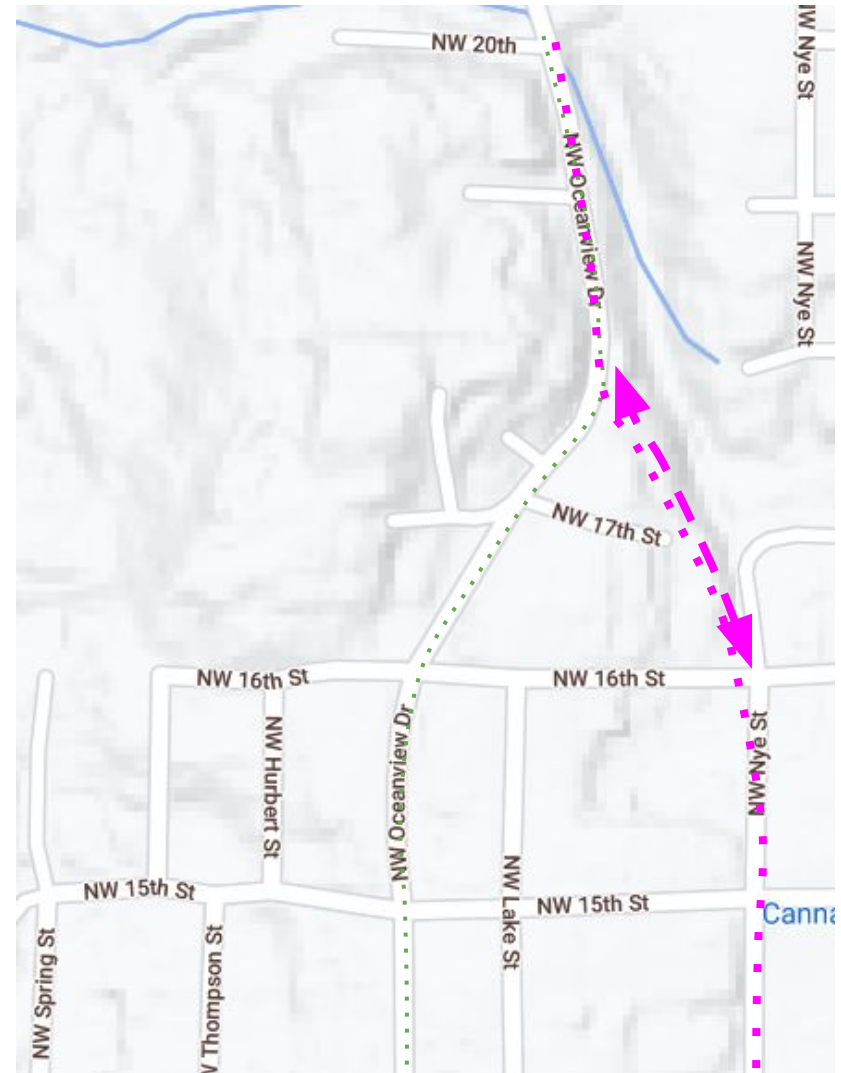 NW 20th
NW Nye St
NW Oceanview Dr
NW Nye St
NW 17th St
NW 16th St
NW 16th St
NW Hurbert St
NW Oceanview Dr
NW Nye St
NW 15th St
NW Lake St
NW 15th St
Canna
NW Spring St
Thompson St